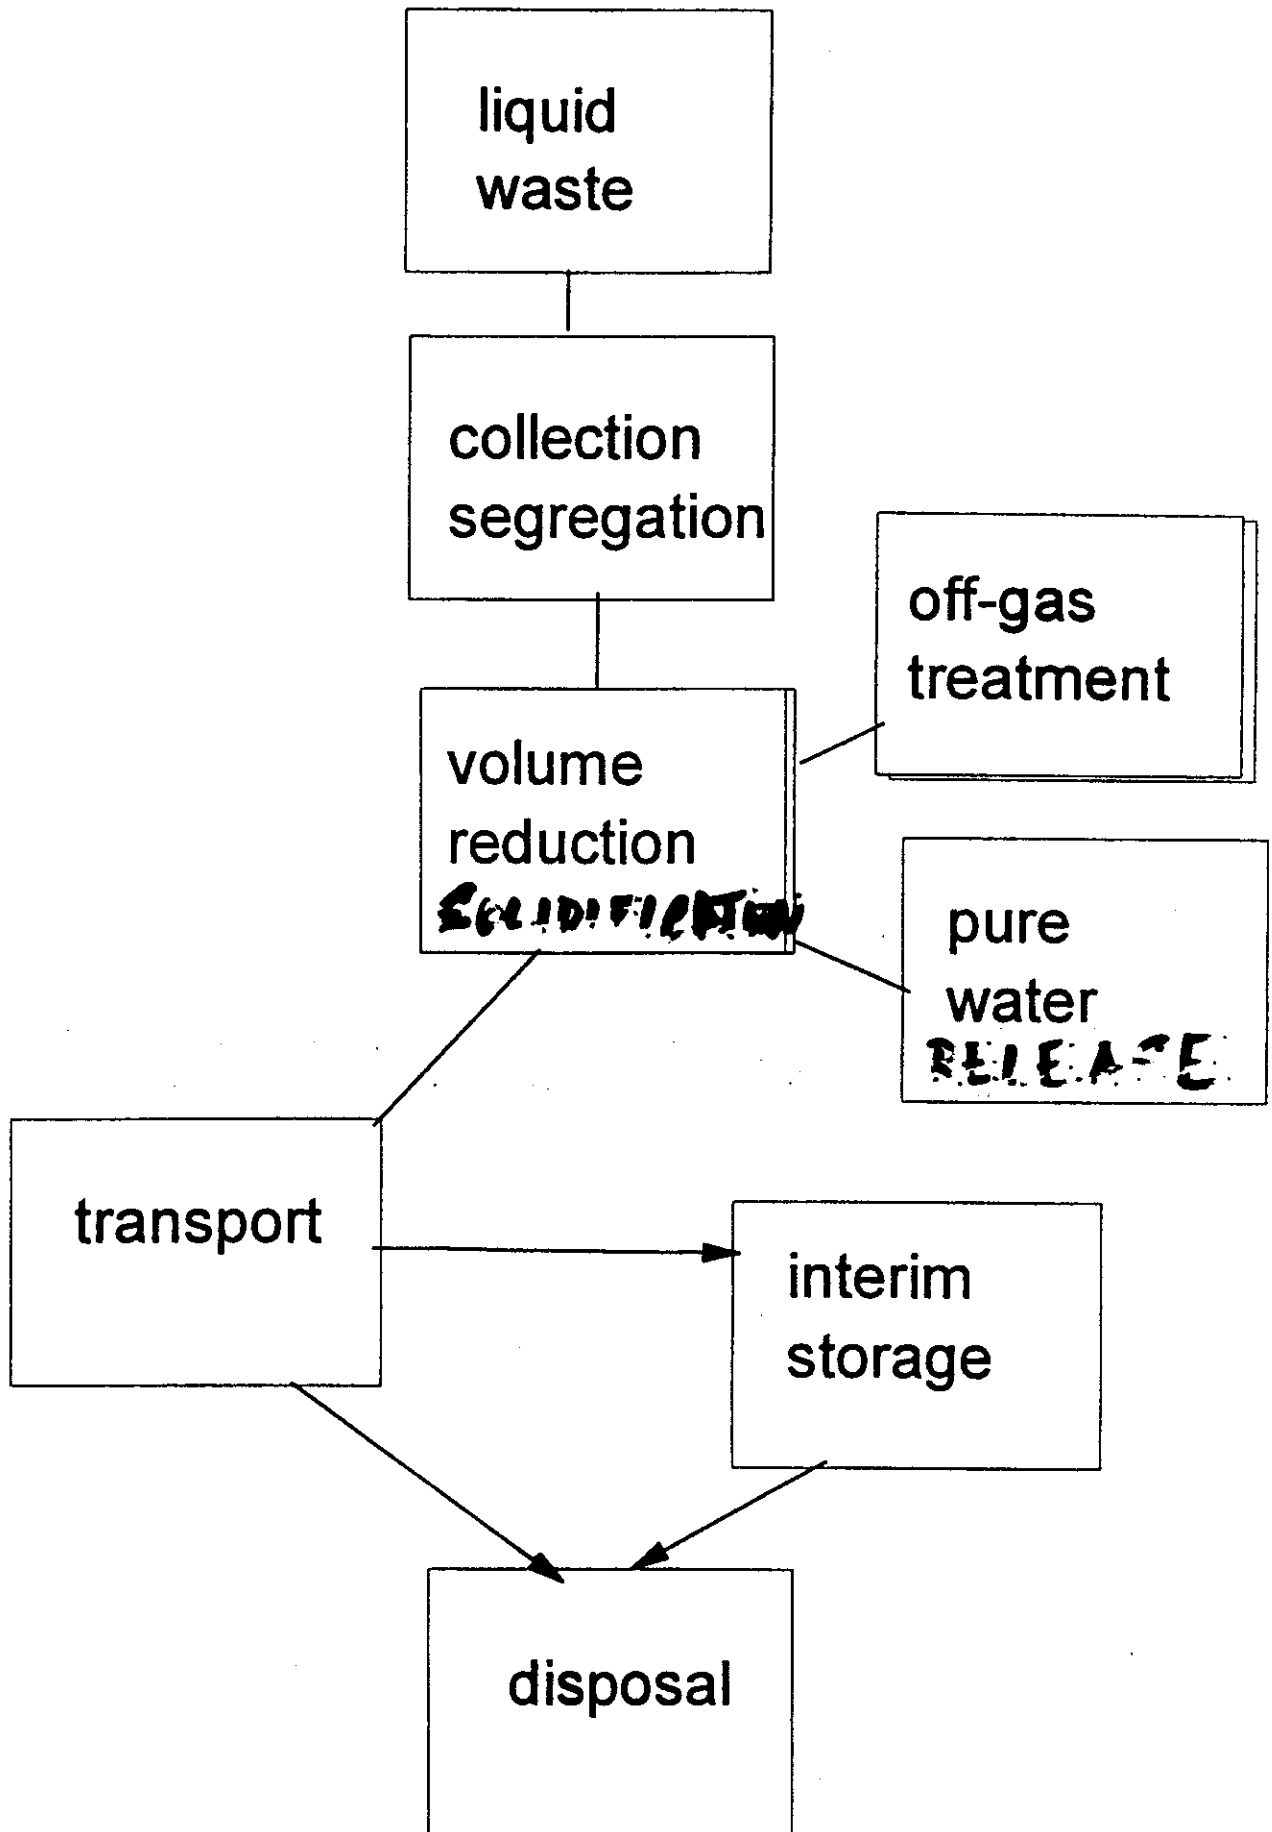 liquid
waste
collection
segregation
off-gas
treatment
volume
reduction
SOLIDIFICATION
pure
water
RELEASE
transport
interim
storage
disposal